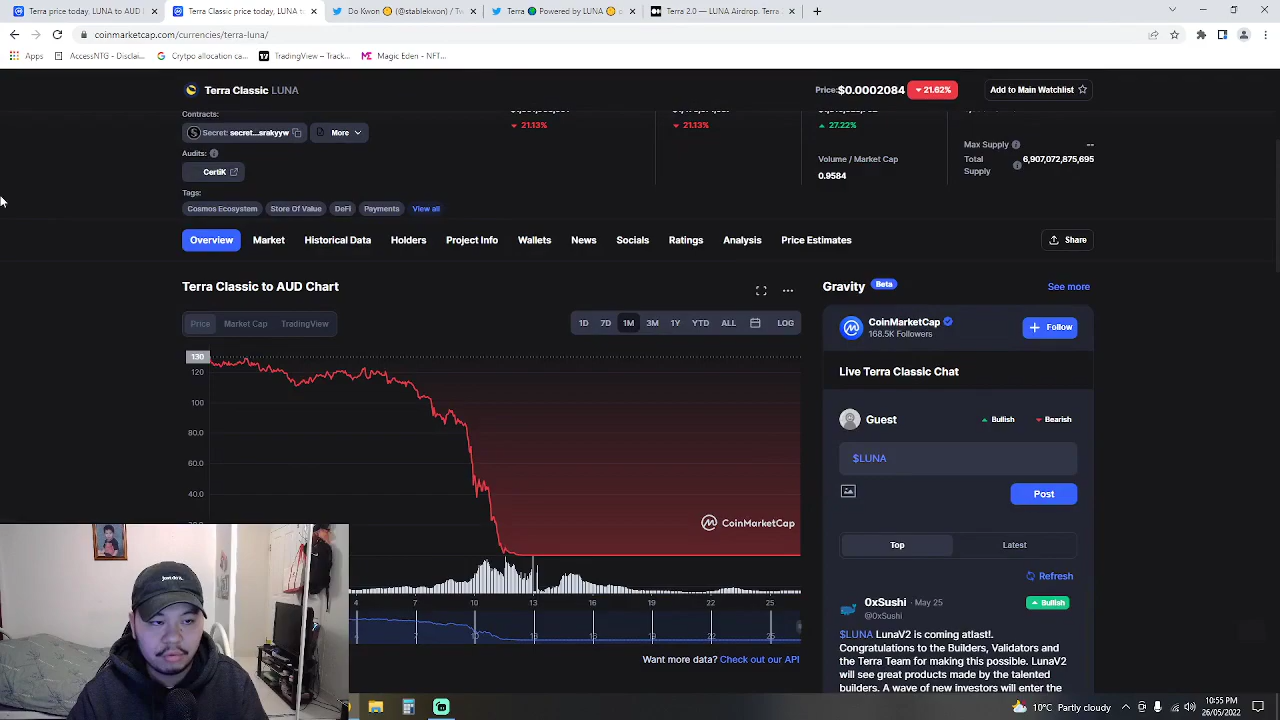 Terra price today, LUNA to AUD l
Terra Classic price today, LUNA to
Do Kwon (@stablekwon) / Tw
Terra Powered by LUNA c
Terra 2.0 — LUNA Airdrop. Terra
coinmarketcap.com/currencies/terra-luna/
Apps
AccessNTG - Disclai...
Crytpo allocation ca...
TradingView – Track...
Magic Eden - NFT...
Terra Classic LUNA
Price: $0.0002084 21.62%
Add to Main Watchlist
Contracts:
Secret: secret...srakyyw
More
21.13%
21.13%
27.22%
Max Supply --
Total Supply 6,907,072,875,695
Volume / Market Cap
0.9584
Audits:
CertiK
Tags:
Cosmos Ecosystem Store Of Value DeFi Payments View all
Overview Market Historical Data Holders Project Info Wallets News Socials Ratings Analysis Price Estimates
Share
Terra Classic to AUD Chart
Price Market Cap TradingView
1D 7D 1M 3M 1Y YTD ALL LOG
130
120
100
80.0
60.0
40.0
CoinMarketCap
4 7 10 13 16 19 22 25
Want more data? Check out our API
Gravity Beta
See more
CoinMarketCap
168.5K Followers
Follow
Live Terra Classic Chat
Guest
Bullish
Bearish
$LUNA
Post
Top
Latest
Refresh
0xSushi · May 25
@0xSushi
Bullish
$LUNA LunaV2 is coming atlast!.
Congratulations to the Builders, Validators and
the Terra Team for making this possible. LunaV2
will see great products made by the talented
builders. A wave of new investors will enter the
10°C Partly cloudy
10:55 PM
26/05/2022